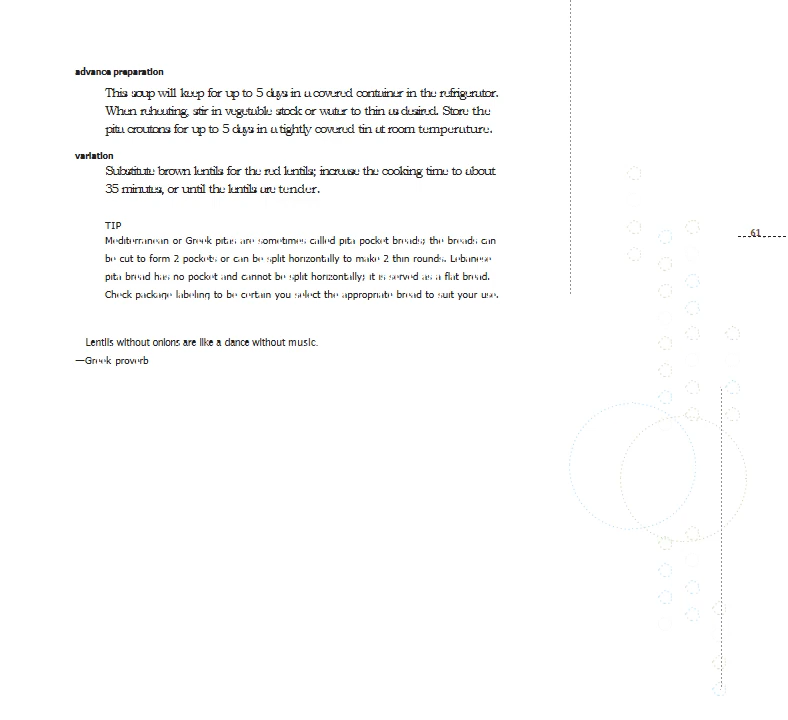 advance preparation
This soup will keep for up to 5 days in a covered container in the refrigerator.
When reheating, stir in vegetable stock or water to thin as desired. Store the
pita croutons for up to 5 days in a tightly covered tin at room temperature.
variation
Substitute brown lentils for the red lentils; increase the cooking time to about
35 minutes, or until the lentils are tender.
TIP
Mediterranean or Greek pitas are sometimes called pita pocket breads; the breads can
be cut to form 2 pockets or can be split horizontally to make 2 thin rounds. Lebanese
61
pita bread has no pocket and cannot be split horizontally; it is served as a flat bread.
Check package labeling to be certain you select the appropriate bread to suit your use.
Lentils without onions are like a dance without music.
—Greek proverb